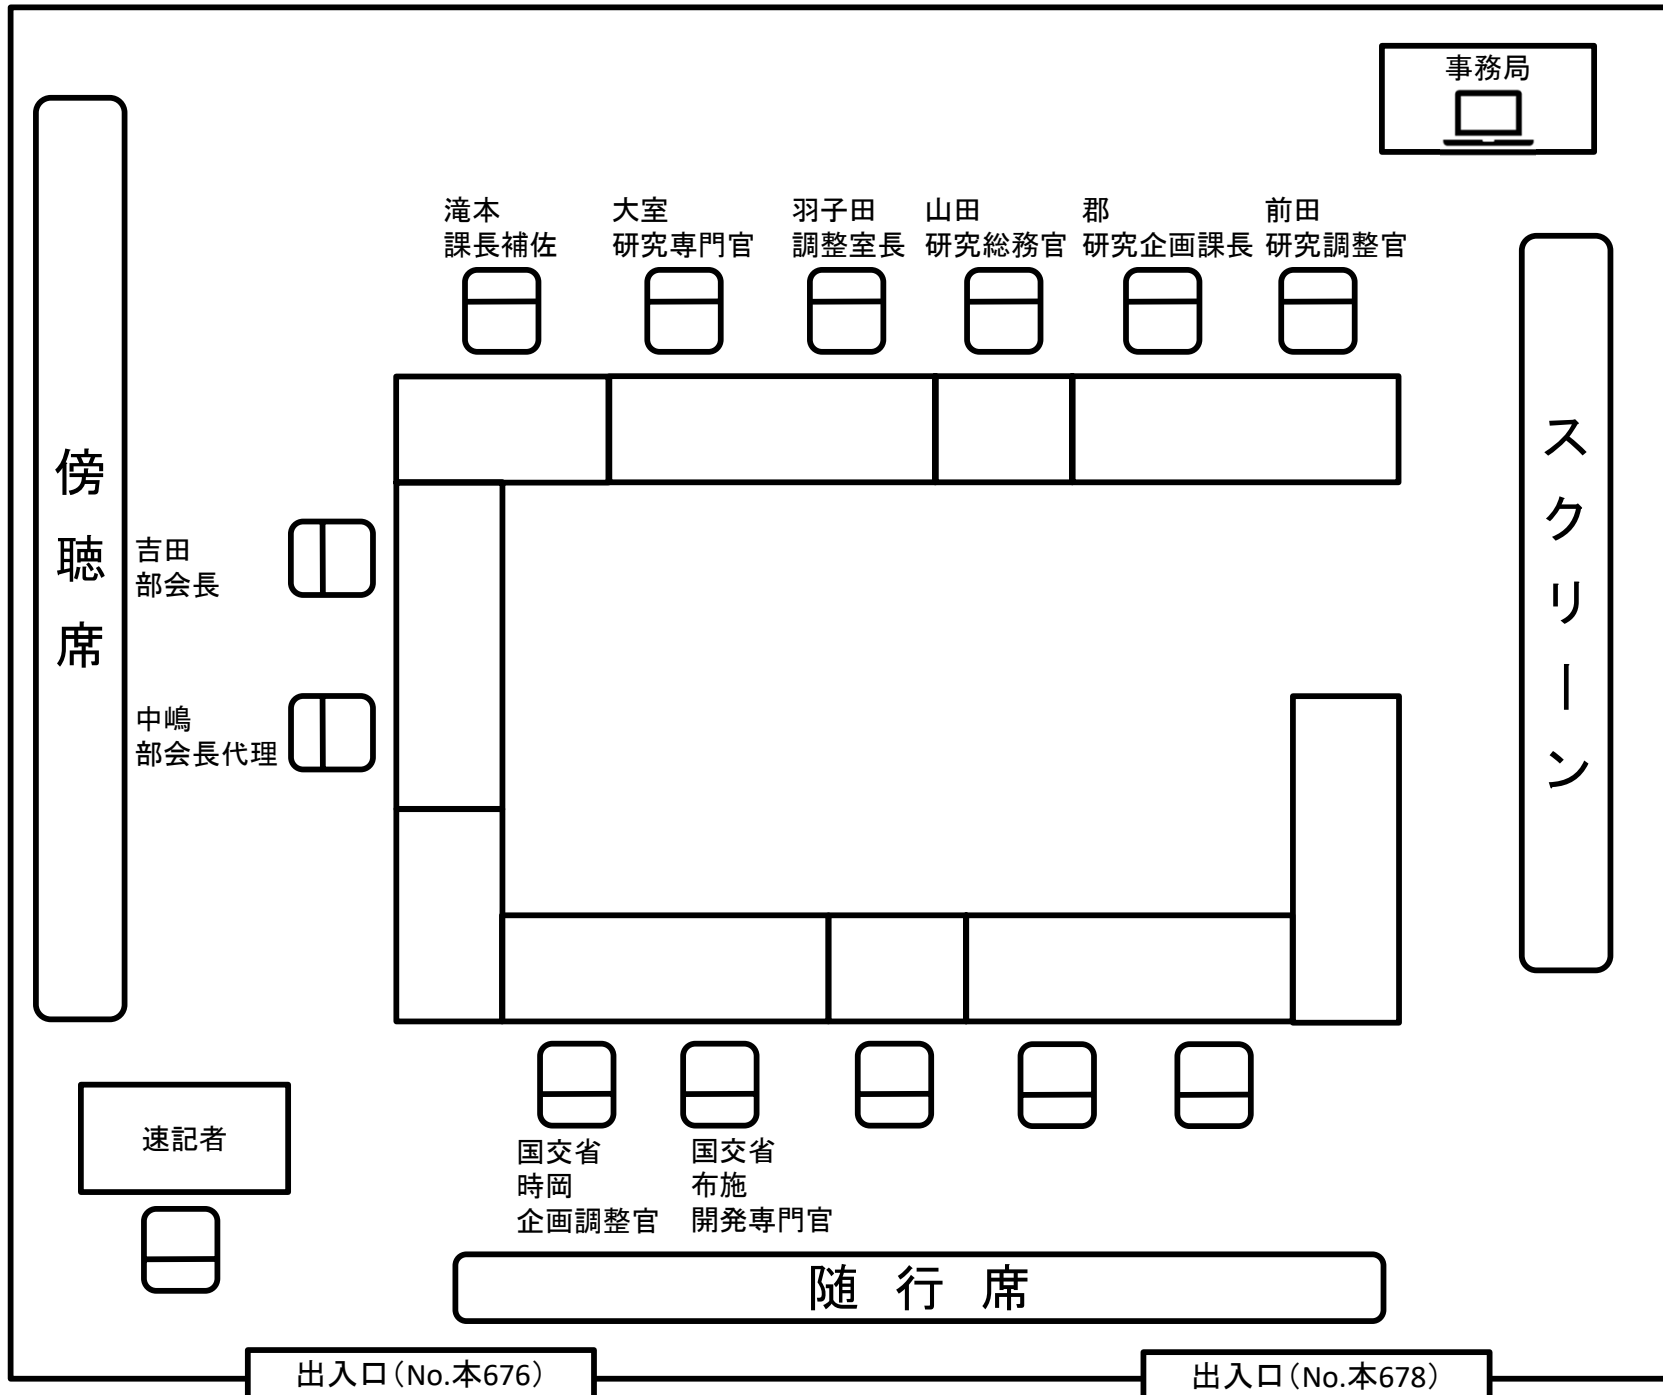 事務局
滝本
課長補佐
大室
研究専門官
羽子田
調整室長
山田
研究総務官
郡
研究企画課長
前田
研究調整官
傍聴席
スクリーン
吉田
部会長
中嶋
部会長代理
速記者
国交省
時岡
企画調整官
国交省
布施
開発専門官
随行席
出入口(No.本676)
出入口(No.本678)